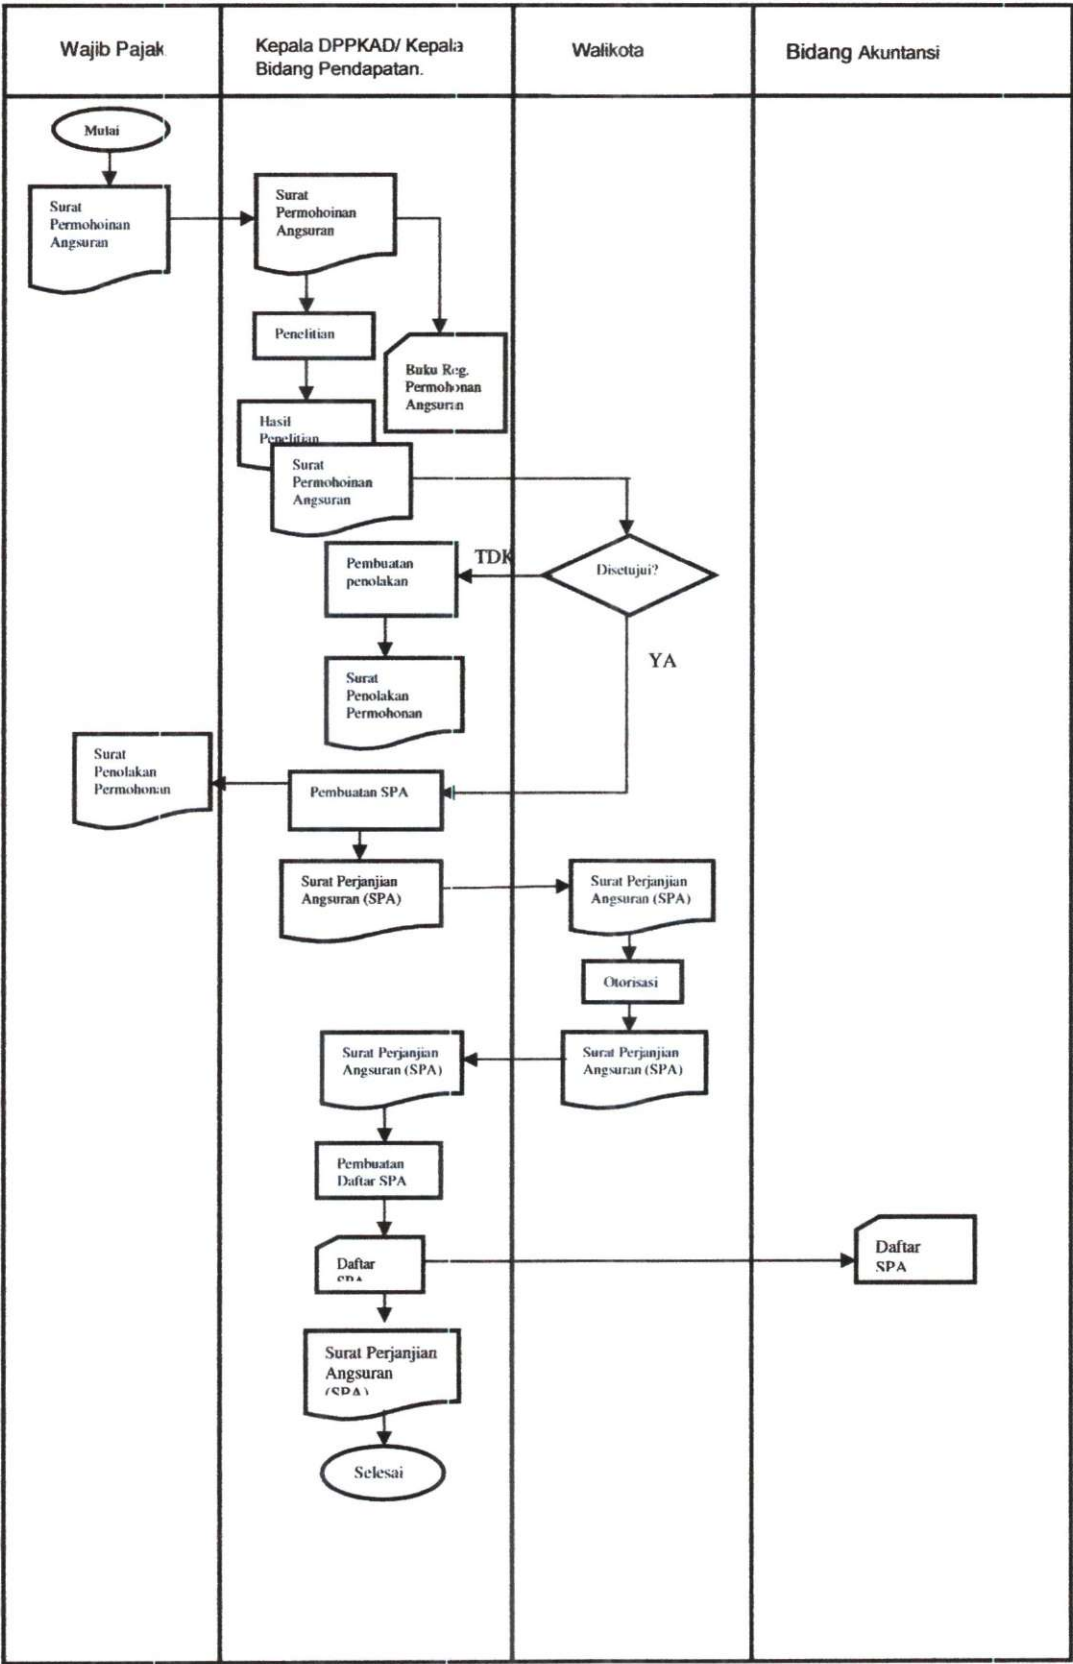 Wajib Pajak
Kepala DPPKAD/ Kepala
Bidang Pendapatan.
Walikota
Bidang Akuntansi
Mulai
Surat
Permohoinan
Angsuran
Surat
Permohoinan
Angsuran
Penelitian
Buku Reg.
Permohonan
Angsuran
Hasil
Penelitian
Surat
Permohoinan
Angsuran
Disetujui?
TDK
YA
Pembuatan
penolakan
Surat
Penolakan
Permohonan
Surat
Penolakan
Permohonan
Pembuatan SPA
Surat Perjanjian
Angsuran (SPA)
Surat Perjanjian
Angsuran (SPA)
Otorisasi
Surat Perjanjian
Angsuran (SPA)
Surat Perjanjian
Angsuran (SPA)
Pembuatan
Daftar SPA
Daftar
SPA
Daftar
SPA
Surat Perjanjian
Angsuran
(SPA)
Selesai